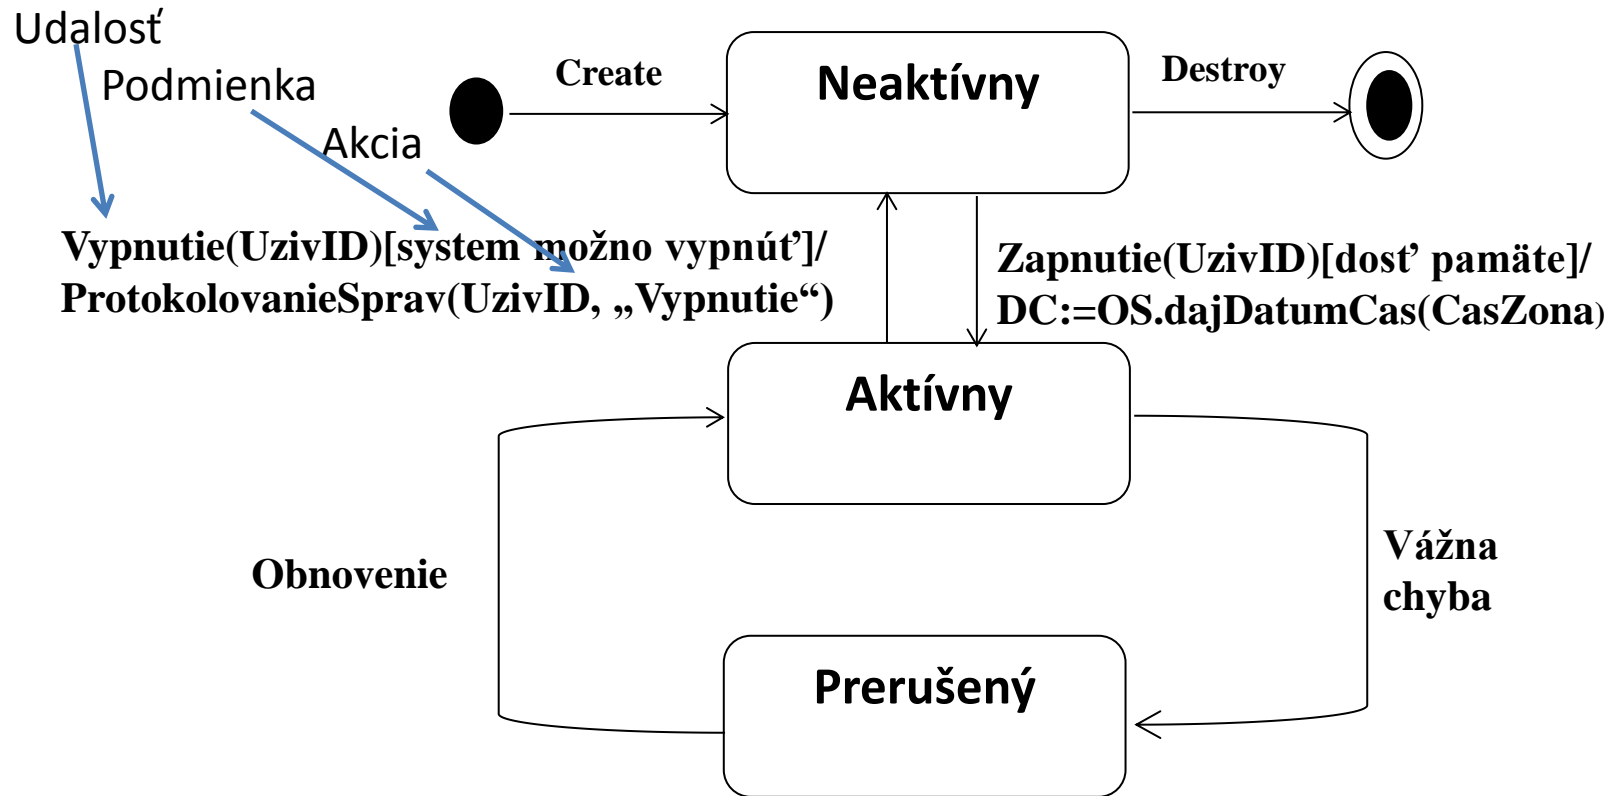 Udalosť
Podmienka
Akcia
Create
Neaktívny
Destroy
Vypnutie(UzivID)[system možno vypnúť]/
ProtokolovanieSprav(UzivID, „Vypnutie“)
Zapnutie(UzivID)[dosť pamäte]/
DC:=OS.dajDatumCas(CasZona)
Aktívny
Obnovenie
Vážna
chyba
Prerušený